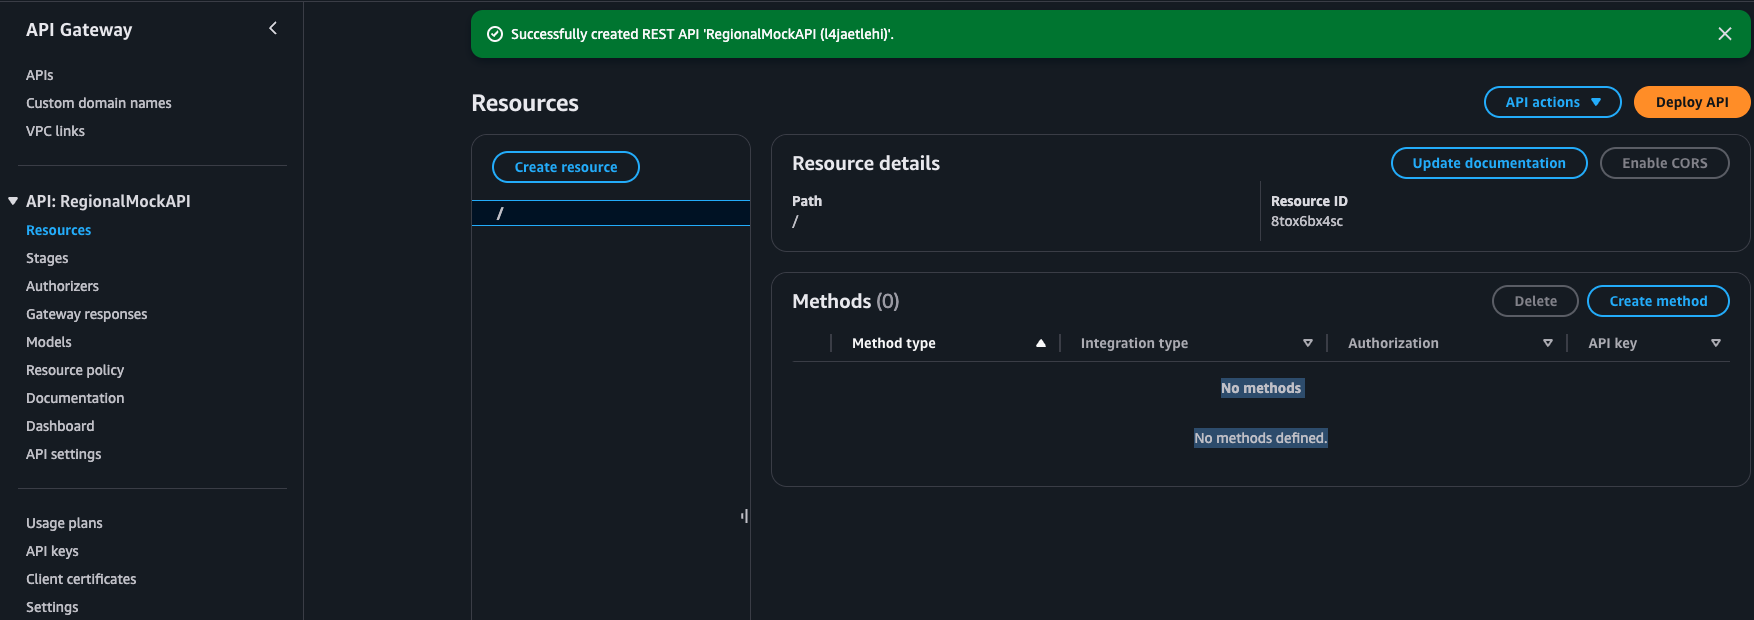 API Gateway
APIs
Custom domain names
VPC links
API: RegionalMockAPI
Resources
Stages
Authorizers
Gateway responses
Models
Resource policy
Documentation
Dashboard
API settings
Usage plans
API keys
Client certificates
Settings
Successfully created REST API 'RegionalMockAPI (l4jaetlehi)'.
Resources
API actions
Deploy API
Create resource
/
Resource details
Update documentation
Enable CORS
Path
/
Resource ID
8tox6bx4sc
Methods (0)
Delete
Create method
Method type
Integration type
Authorization
API key
No methods
No methods defined.